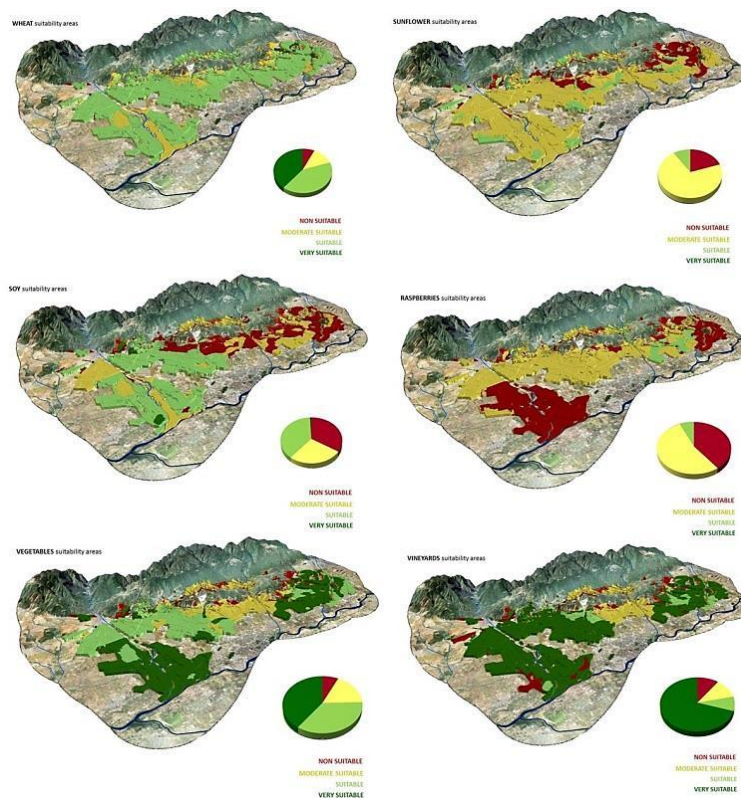 WHEAT suitability areas
NON SUITABLE
MODERATE SUITABLE
SUITABLE
VERY SUITABLE
SUNFLOWER suitability areas
NON SUITABLE
MODERATE SUITABLE
SUITABLE
VERY SUITABLE
SOY suitability areas
NON SUITABLE
MODERATE SUITABLE
SUITABLE
VERY SUITABLE
RASPBERRIES suitability areas
NON SUITABLE
MODERATE SUITABLE
SUITABLE
VERY SUITABLE
VEGETABLES suitability areas
NON SUITABLE
MODERATE SUITABLE
SUITABLE
VERY SUITABLE
VINEYARDS suitability areas
NON SUITABLE
MODERATE SUITABLE
SUITABLE
VERY SUITABLE